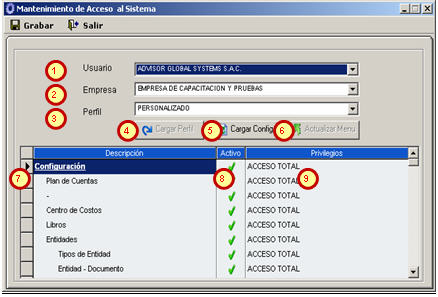 Mantenimiento de Acceso al Sistema
Grabar Salir
1 Usuario ADVISOR GLOBAL SYSTEMS S.A.C.
2 Empresa EMPRESA DE CAPACITACION Y PRUEBAS
3 Perfil PERSONALIZADO
4 Cargar Perfil 5 Cargar Config 6 Actualizar Menu
Descripción Activo Privilegios
7 Configuración 8 ACCESO TOTAL 9
Plan de Cuentas ACCESO TOTAL
- ACCESO TOTAL
Centro de Costos ACCESO TOTAL
Libros ACCESO TOTAL
Entidades ACCESO TOTAL
Tipos de Entidad ACCESO TOTAL
Entidad - Documento ACCESO TOTAL